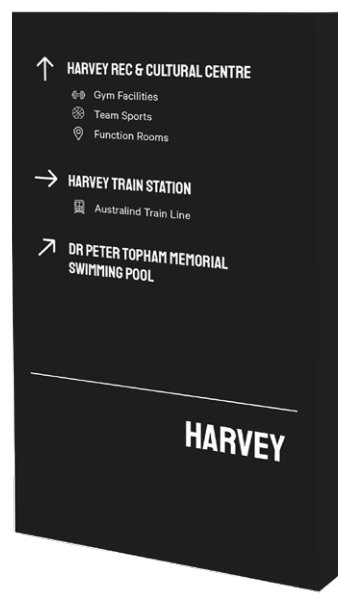 HARVEY REC & CULTURAL CENTRE
Gym Facilities
Team Sports
Function Rooms
HARVEY TRAIN STATION
Australind Train Line
DR PETER TOPHAM MEMORIAL
SWIMMING POOL
HARVEY